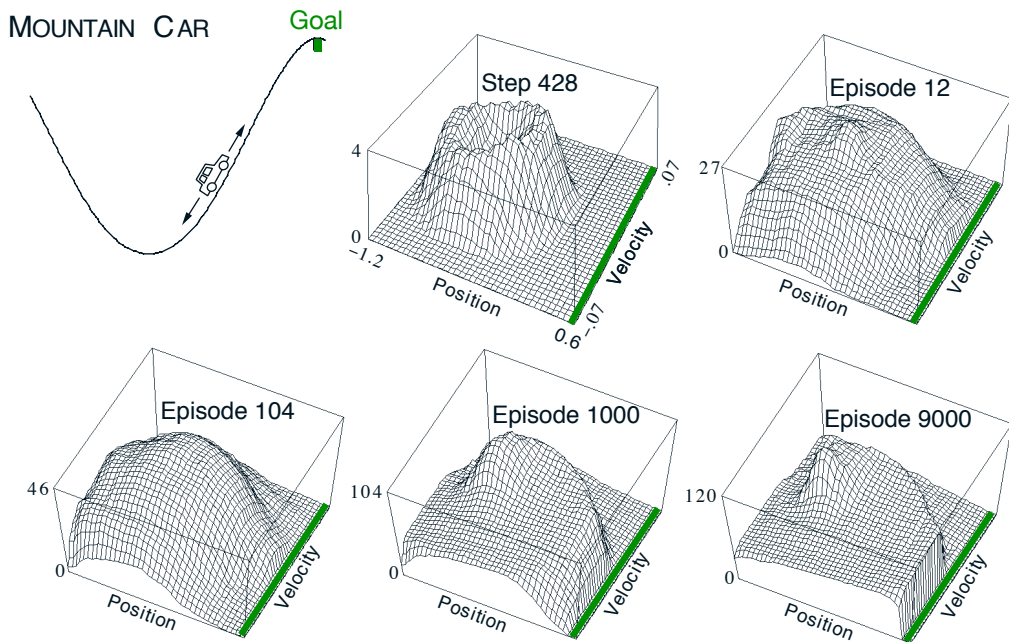 MOUNTAIN CAR
Goal
Step 428
4
0
−1.2
Position
0.6
−.07
Velocity
.07
Episode 12
27
0
Position
Velocity
Episode 104
46
0
Position
Velocity
Episode 1000
104
0
Position
Velocity
Episode 9000
120
0
Position
Velocity